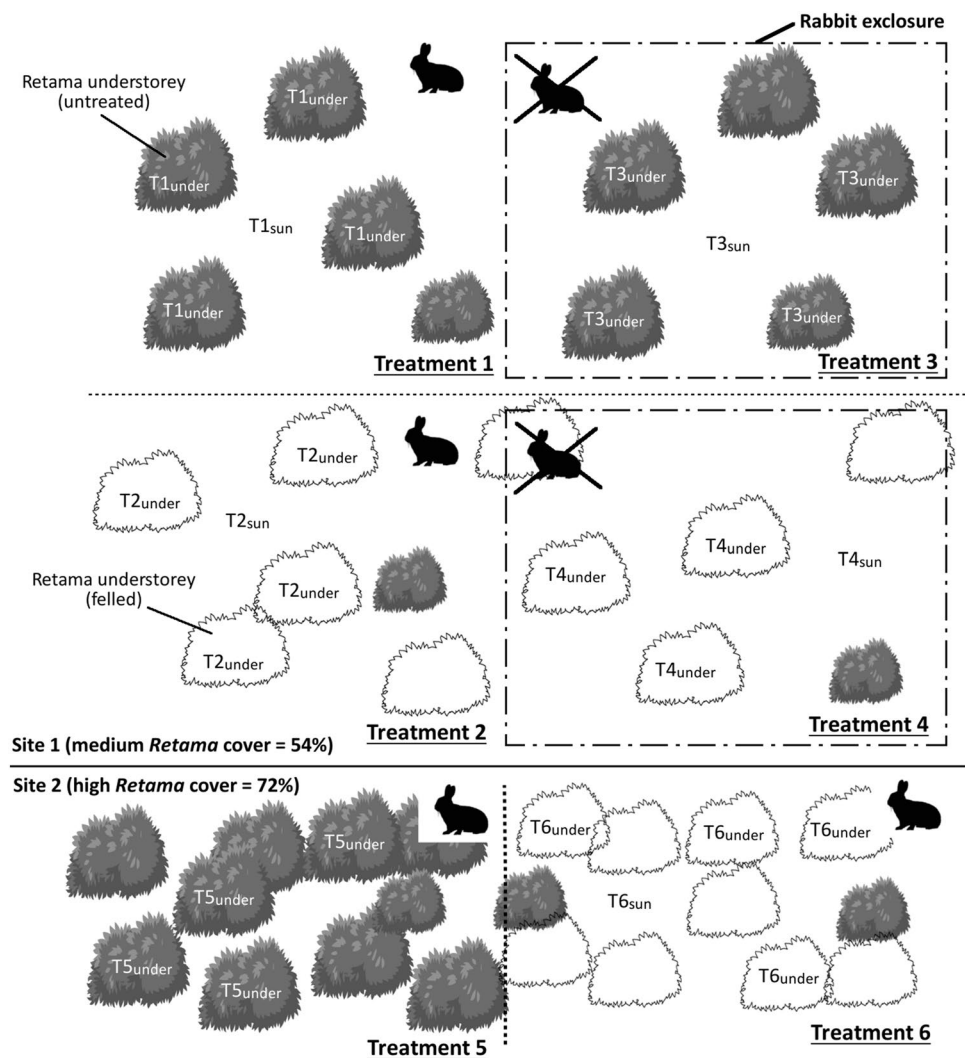 Rabbit exclosure
Retama understorey
(untreated)
T1under
T1under
T1sun
T1under
T1under
Treatment 1
T3under
T3under
T3sun
T3under
T3under
Treatment 3
T2under
T2under
T2sun
Retama understorey
(felled)
T2under
T2under
Treatment 2
T4under
T4under
T4sun
T4under
Treatment 4
Site 1 (medium Retama cover = 54%)
Site 2 (high Retama cover = 72%)
T5under
T5under
T5under
T5under
Treatment 5
T6under
T6under
T6under
T6sun
T6under
Treatment 6